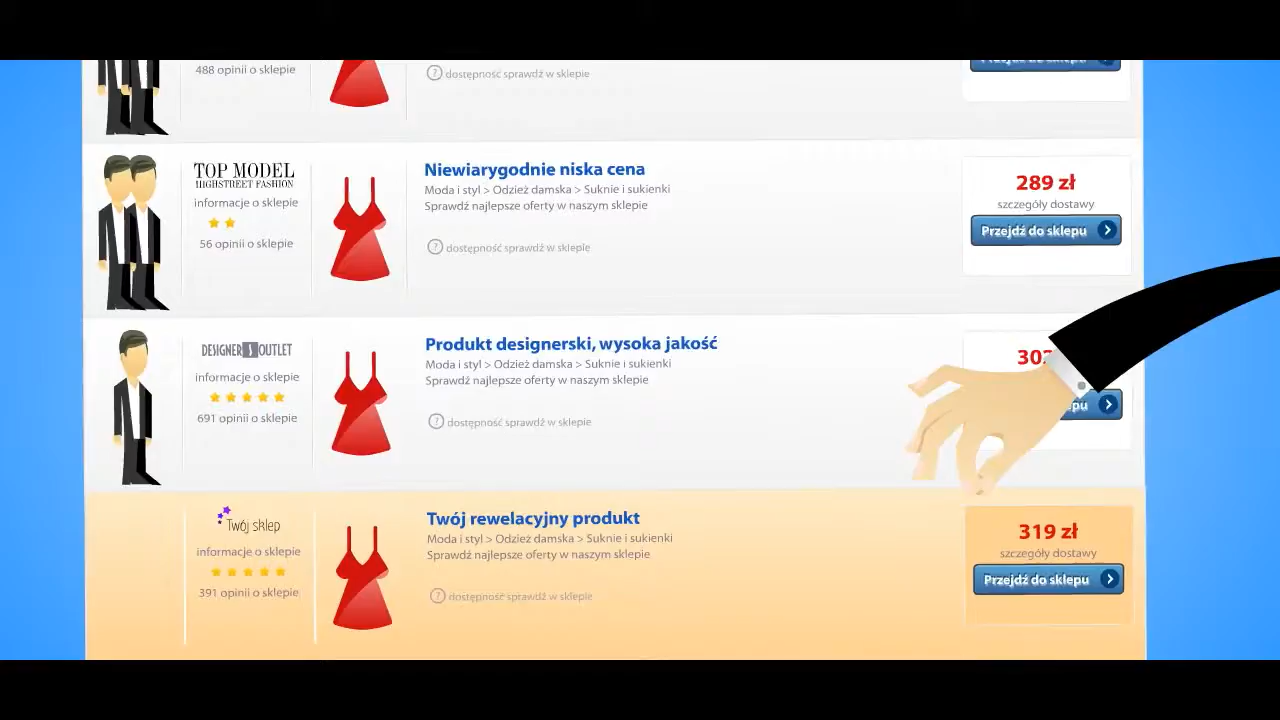 488 opinii o sklepie
? dostępność sprawdź w sklepie
TOP MODEL
HIGHSTREET FASHION
informacje o sklepie
56 opinii o sklepie
Niewiarygodnie niska cena
Moda i styl > Odzież damska > Suknie i sukienki
Sprawdź najlepsze oferty w naszym sklepie
? dostępność sprawdź w sklepie
289 zł
szczegóły dostawy
Przejdź do sklepu
DESIGNER S OUTLET
informacje o sklepie
691 opinii o sklepie
Produkt designerski, wysoka jakość
Moda i styl > Odzież damska > Suknie i sukienki
Sprawdź najlepsze oferty w naszym sklepie
? dostępność sprawdź w sklepie
Twój sklep
informacje o sklepie
391 opinii o sklepie
Twój rewelacyjny produkt
Moda i styl > Odzież damska > Suknie i sukienki
Sprawdź najlepsze oferty w naszym sklepie
? dostępność sprawdź w sklepie
319 zł
szczegóły dostawy
Przejdź do sklepu